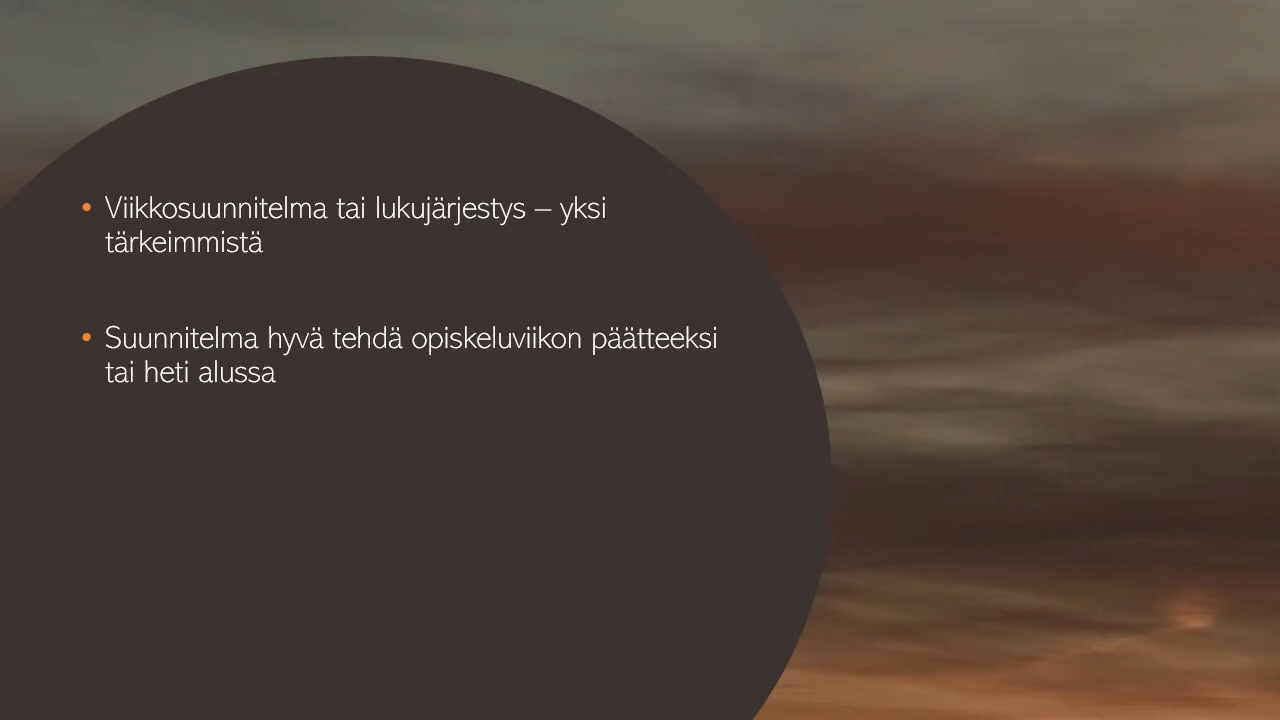 • Viikkosuunnitelma tai lukujärjestys – yksi
tärkeimmistä
• Suunnitelma hyvä tehdä opiskeluviikon päätteeksi
tai heti alussa